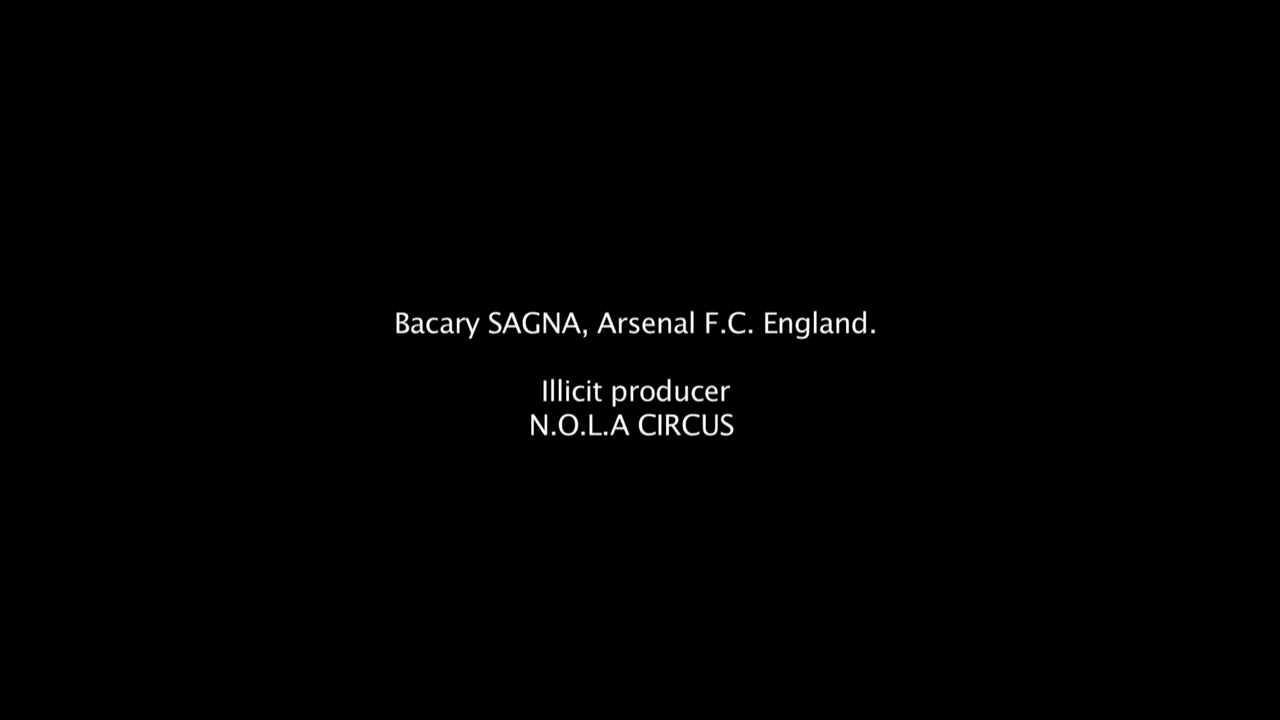 Bacary SAGNA, Arsenal F.C. England.
Illicit producer
N.O.L.A CIRCUS